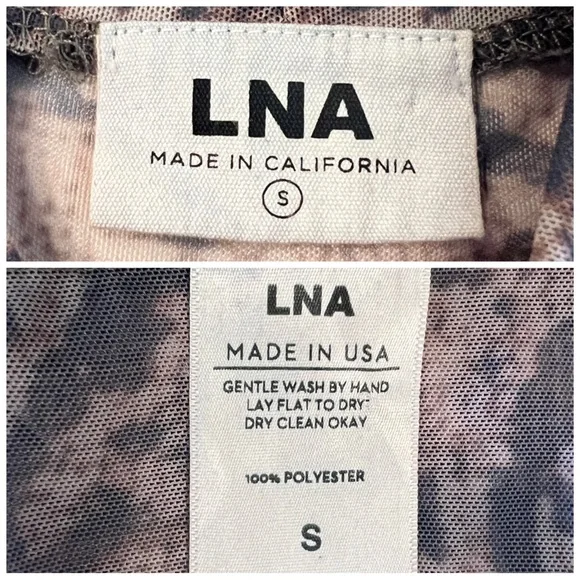 LNA
MADE IN CALIFORNIA
S
LNA
MADE IN USA
GENTLE WASH BY HAND
LAY FLAT TO DRY
DRY CLEAN OKAY
100% POLYESTER
S